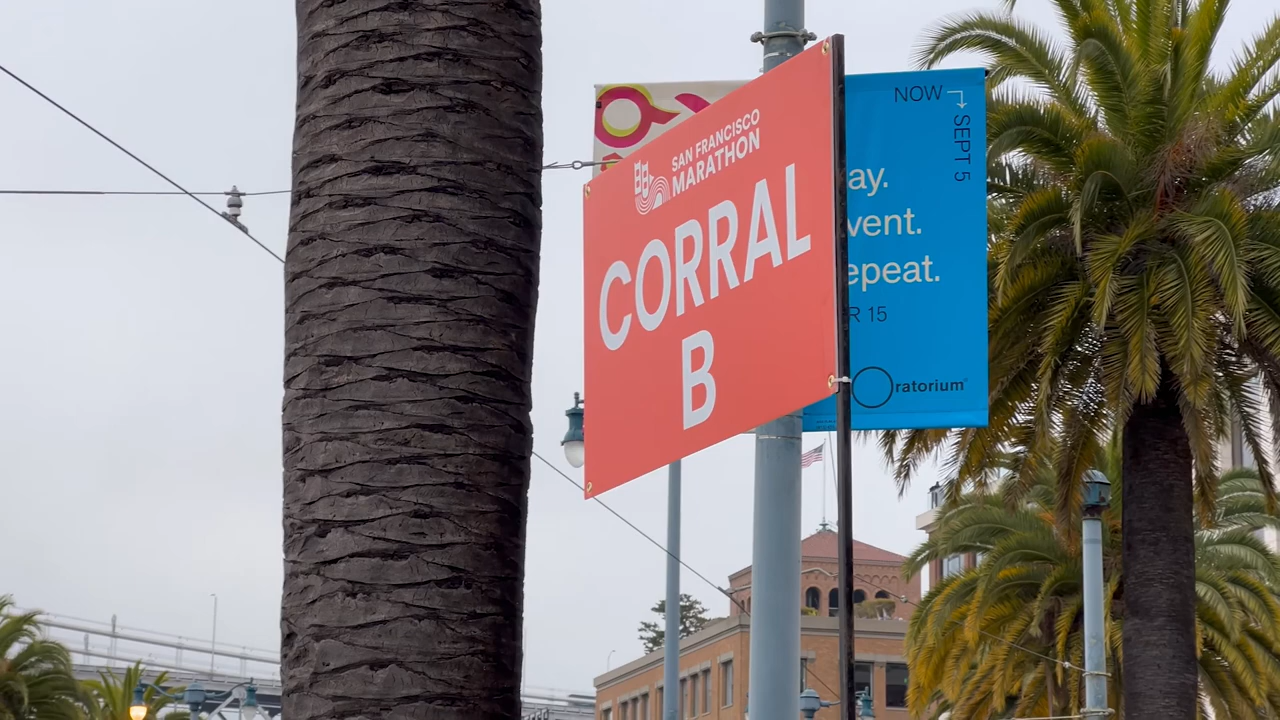 SAN FRANCISCO
MARATHON
CORRAL
B
NOW
SEPT 5
ay.
vent.
epeat.
R 15
ratorium